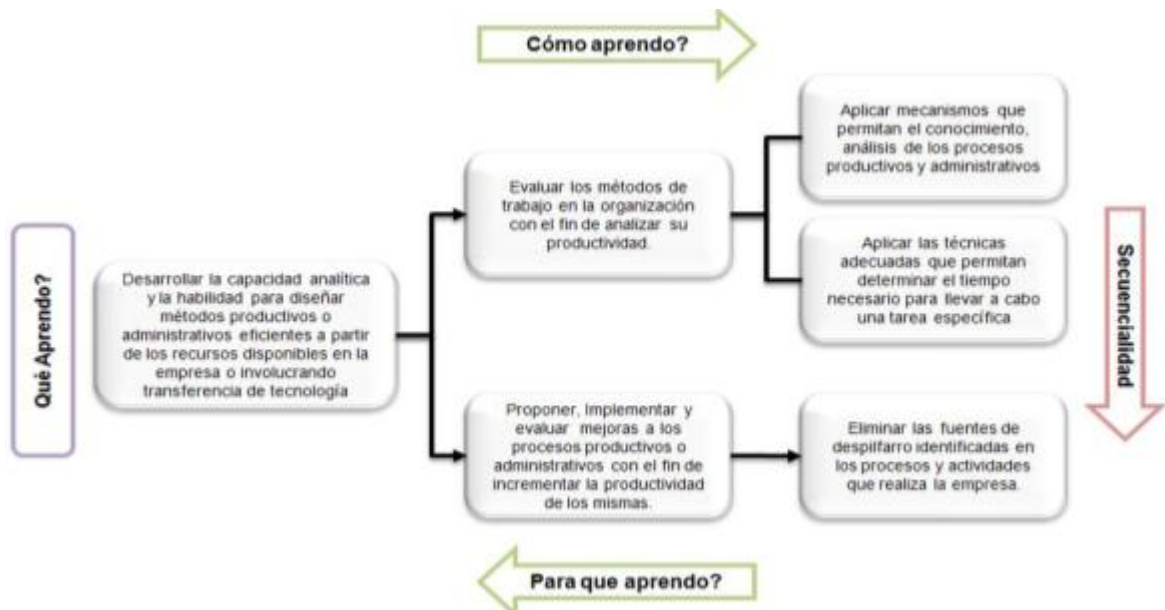 Cómo aprendo?
Qué Aprendo?
Desarrollar la capacidad analítica
y la habilidad para diseñar
métodos productivos o
administrativos eficientes a partir
de los recursos disponibles en la
empresa o involucrando
transferencia de tecnología
Evaluar los métodos de
trabajo en la organización
con el fin de analizar su
productividad.
Aplicar mecanismos que
permitan el conocimiento,
análisis de los procesos
productivos y administrativos
Aplicar las técnicas
adecuadas que permitan
determinar el tiempo
necesario para llevar a cabo
una tarea específica
Proponer, Implementar y
evaluar mejoras a los
procesos productivos o
administrativos con el fin de
incrementar la productividad
de los mismas.
Eliminar las fuentes de
despilfarro identificadas en
los procesos y actividades
que realiza la empresa.
Secuencialidad
Para que aprendo?